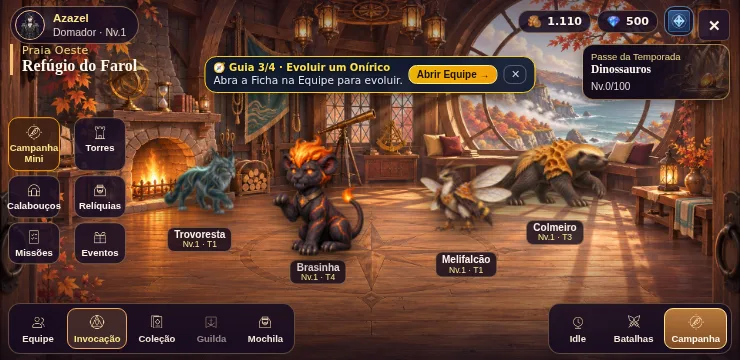 Azazel
Domador · Nv.1
1.110
500
×
Praia Oeste
Refúgio do Farol
Guia 3/4 · Evoluir um Onírico
Abra a Ficha na Equipe para evoluir.
Abrir Equipe →
×
Passe da Temporada
Dinossauros
Nv.0/100
Campanha
Mini
Torres
Calabouços
Relíquias
Missões
Eventos
Trovoresta
Nv.1 · T1
Brasinha
Nv.1 · T4
Melifalcão
Nv.1 · T1
Colmeiro
Nv.1 · T3
Equipe
Invocação
Coleção
Guilda
Mochila
Idle
Batalhas
Campanha